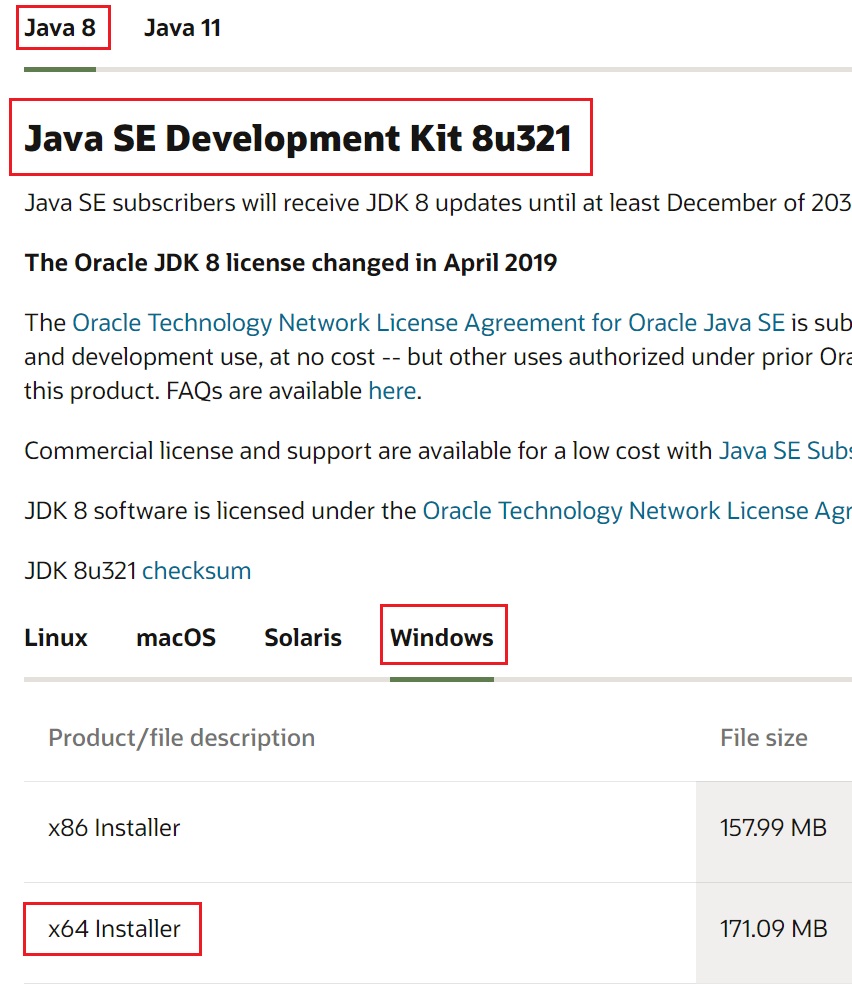 Java 8 Java 11
Java SE Development Kit 8u321
Java SE subscribers will receive JDK 8 updates until at least December of 203
The Oracle JDK 8 license changed in April 2019
The Oracle Technology Network License Agreement for Oracle Java SE is sub
and development use, at no cost -- but other uses authorized under prior Ora
this product. FAQs are available here.
Commercial license and support are available for a low cost with Java SE Subs
JDK 8 software is licensed under the Oracle Technology Network License Agr
JDK 8u321 checksum
Linux macOS Solaris Windows
Product/file description File size
x86 Installer 157.99 MB
x64 Installer 171.09 MB